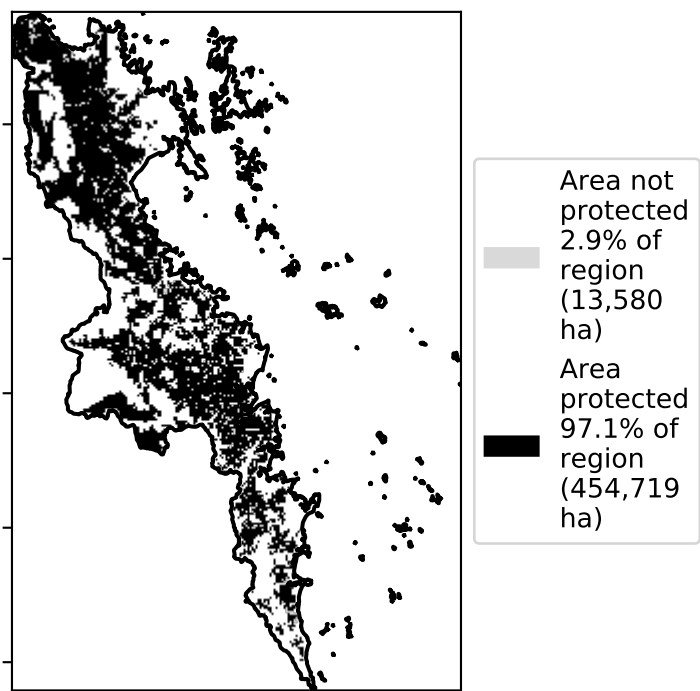 Area not
protected
2.9% of
region
(13,580
ha)
Area
protected
97.1% of
region
(454,719
ha)